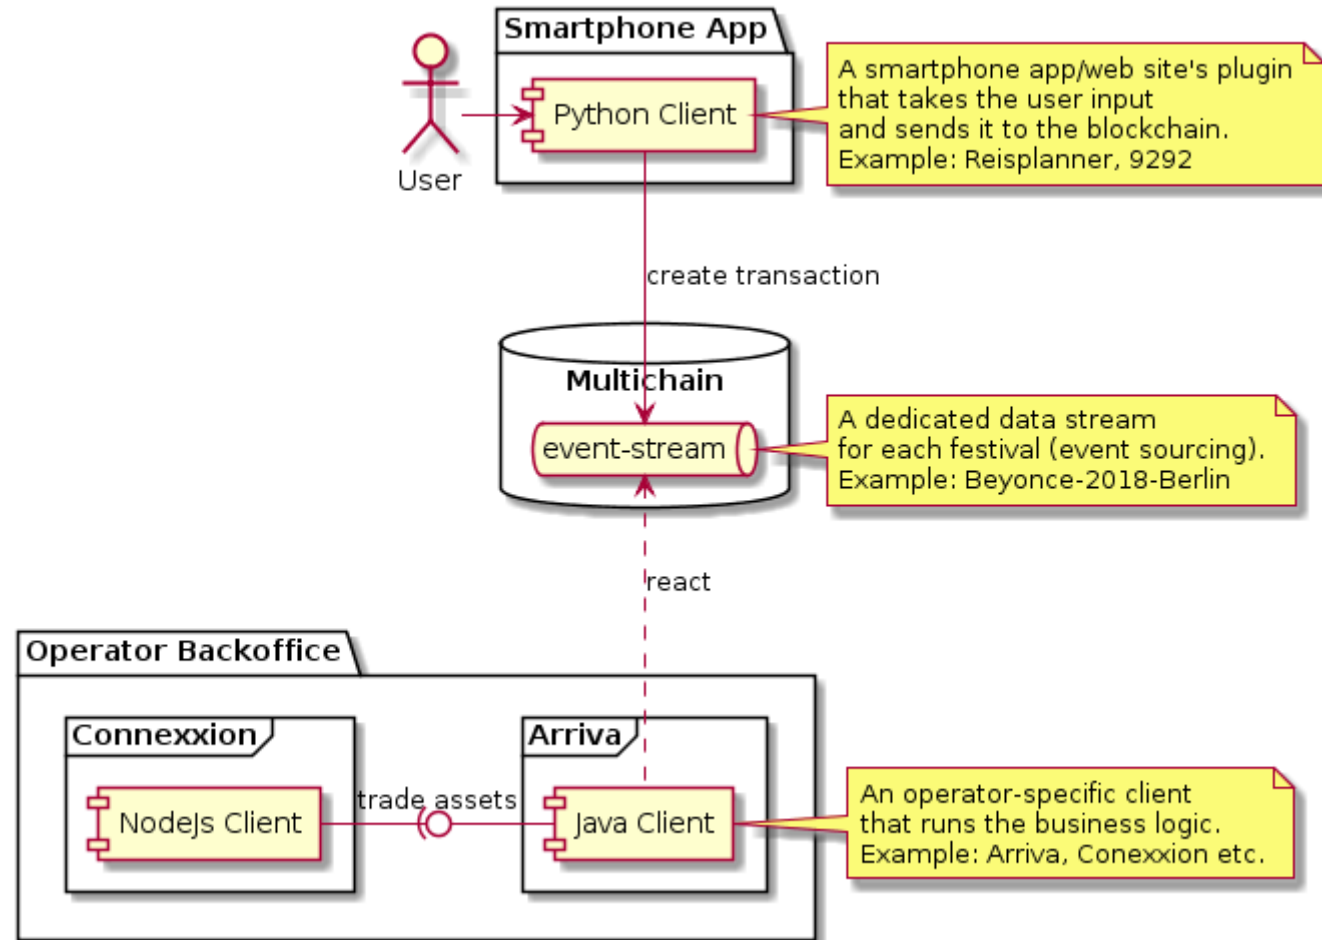 Smartphone App
Python Client
User
A smartphone app/web site's plugin
that takes the user input
and sends it to the blockchain.
Example: Reisplanner, 9292
create transaction
Multichain
event-stream
A dedicated data stream
for each festival (event sourcing).
Example: Beyonce-2018-Berlin
react
Operator Backoffice
Connexxion
NodeJs Client
trade assets
Arriva
Java Client
An operator-specific client
that runs the business logic.
Example: Arriva, Conexxion etc.